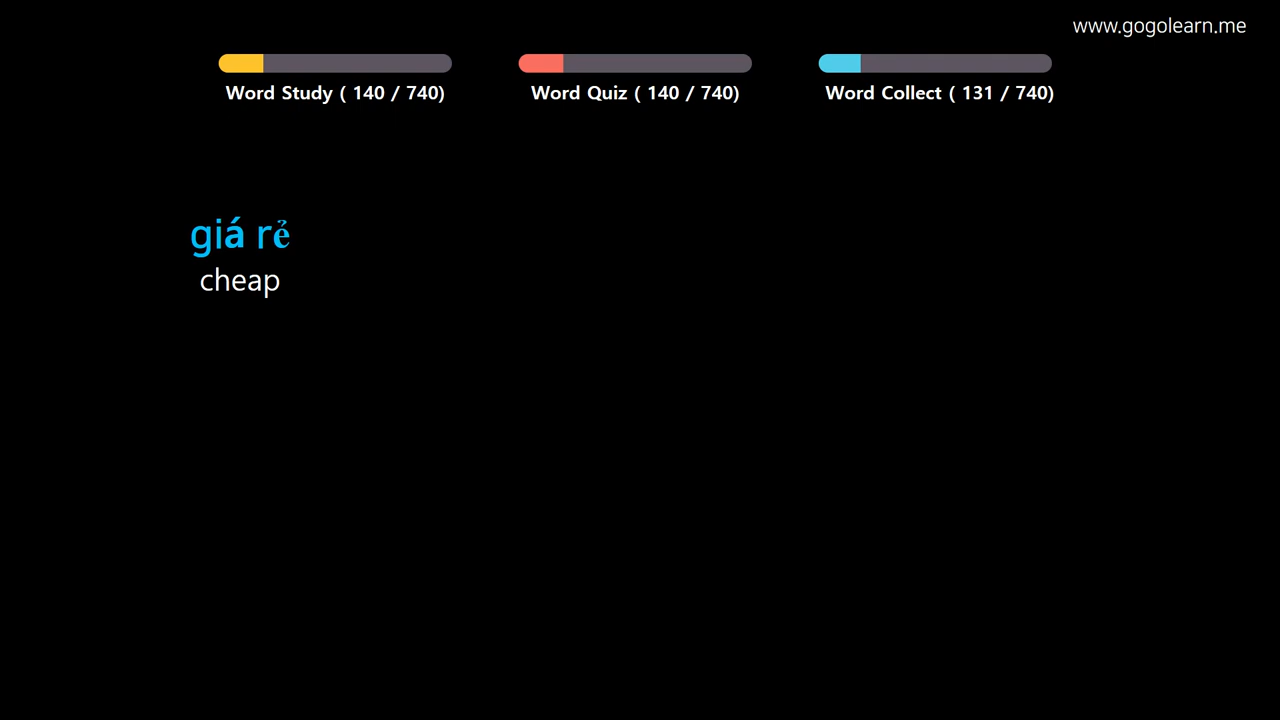 www.gogolearn.me
Word Study ( 140 / 740)
Word Quiz ( 140 / 740)
Word Collect ( 131 / 740)
giá rẻ
cheap